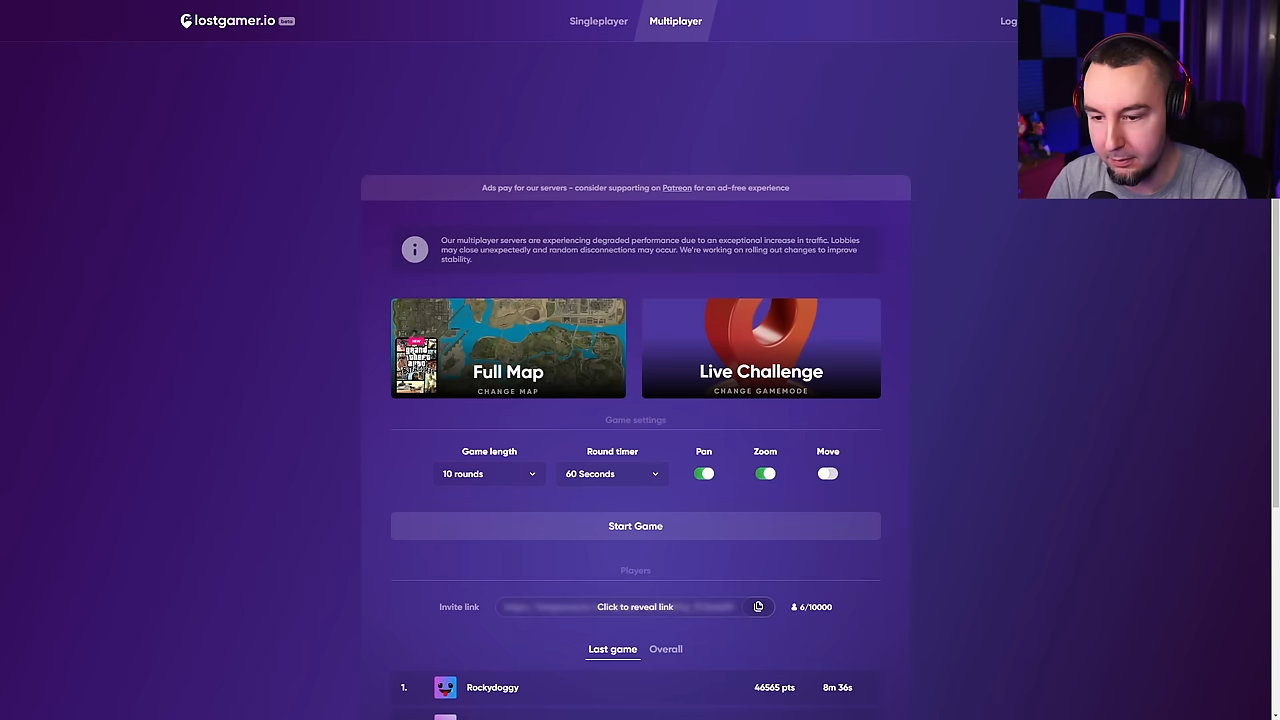 lostgamer.io beta
Singleplayer
Multiplayer
Log
Ads pay for our servers - consider supporting on Patreon for an ad-free experience
Our multiplayer servers are experiencing degraded performance due to an exceptional increase in traffic. Lobbies
may close unexpectedly and random disconnections may occur. We're working on rolling out changes to improve
stability.
NEW
grand
theft
auto
Full Map
CHANGE MAP
Live Challenge
CHANGE GAMEMODE
Game settings
Game length
Round timer
Pan
Zoom
Move
10 rounds
60 Seconds
Start Game
Players
Invite link
Click to reveal link
6/10000
Last game
Overall
1.
Rockydoggy
46565 pts
8m 36s